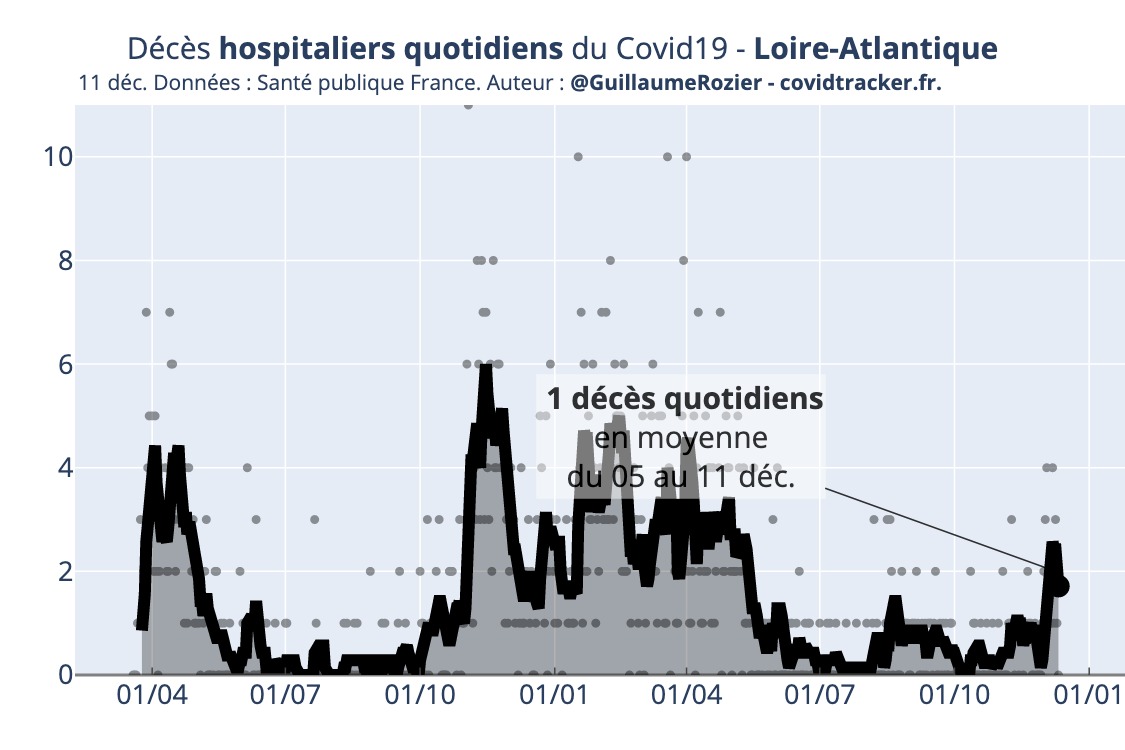 Décès hospitaliers quotidiens du Covid19 - Loire-Atlantique
11 déc. Données : Santé publique France. Auteur : @GuillaumeRozier - covidtracker.fr.
10
8
6
1 décès quotidiens
en moyenne
du 05 au 11 déc.
4
2
0
01/04 01/07 01/10 01/01 01/04 01/07 01/10 01/01